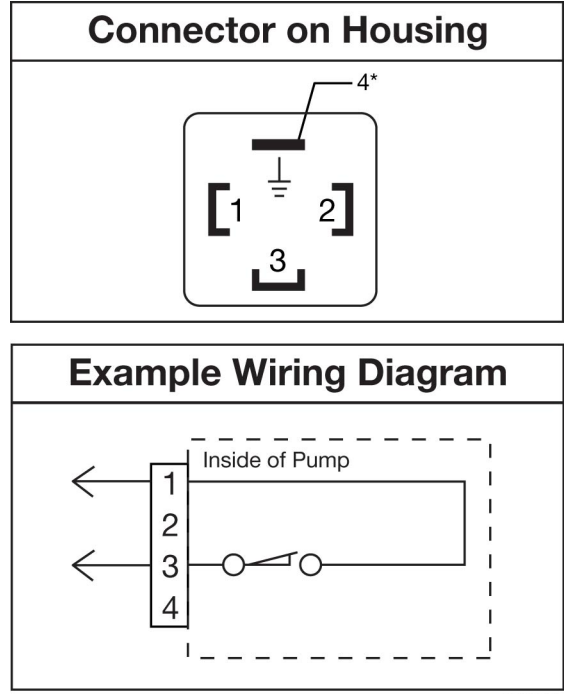 Connector on Housing
4*
1 2
3
Example Wiring Diagram
Inside of Pump
1
2
3
4